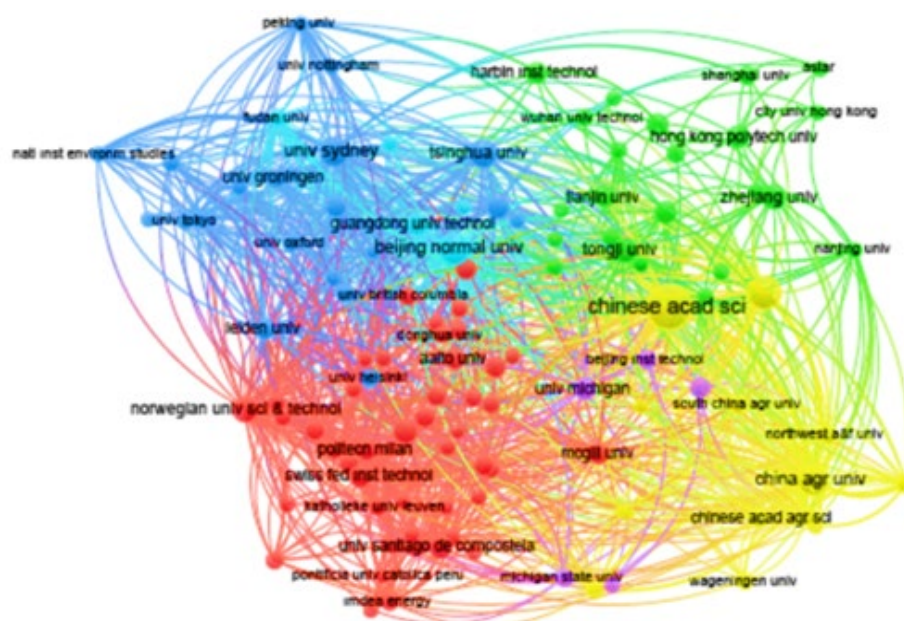 peking univ
univ nottingham
harbin inst technol
astar
shanghai univ
fudan univ
wuhan univ technol
city univ hong kong
hong kong polytech univ
natl inst environm studies
univ sydney
tsinghua univ
univ groningen
tianjin univ
zhejiang univ
univ tokyo
guangdong univ technol
univ oxford
beijing normal univ
tongji univ
nanjing univ
univ british columbia
chinese acad sci
leiden univ
donghua univ
aalto univ
beijing inst technol
univ helsinki
univ michigan
south china agr univ
norwegian univ sci & technol
northwest a&f univ
politecn milan
mcgill univ
swiss fed inst technol
china agr univ
katholieke univ leuven
chinese acad agr sci
univ santiago de compostela
pontificia univ catolica peru
michigan state univ
wageningen univ
imdea energy